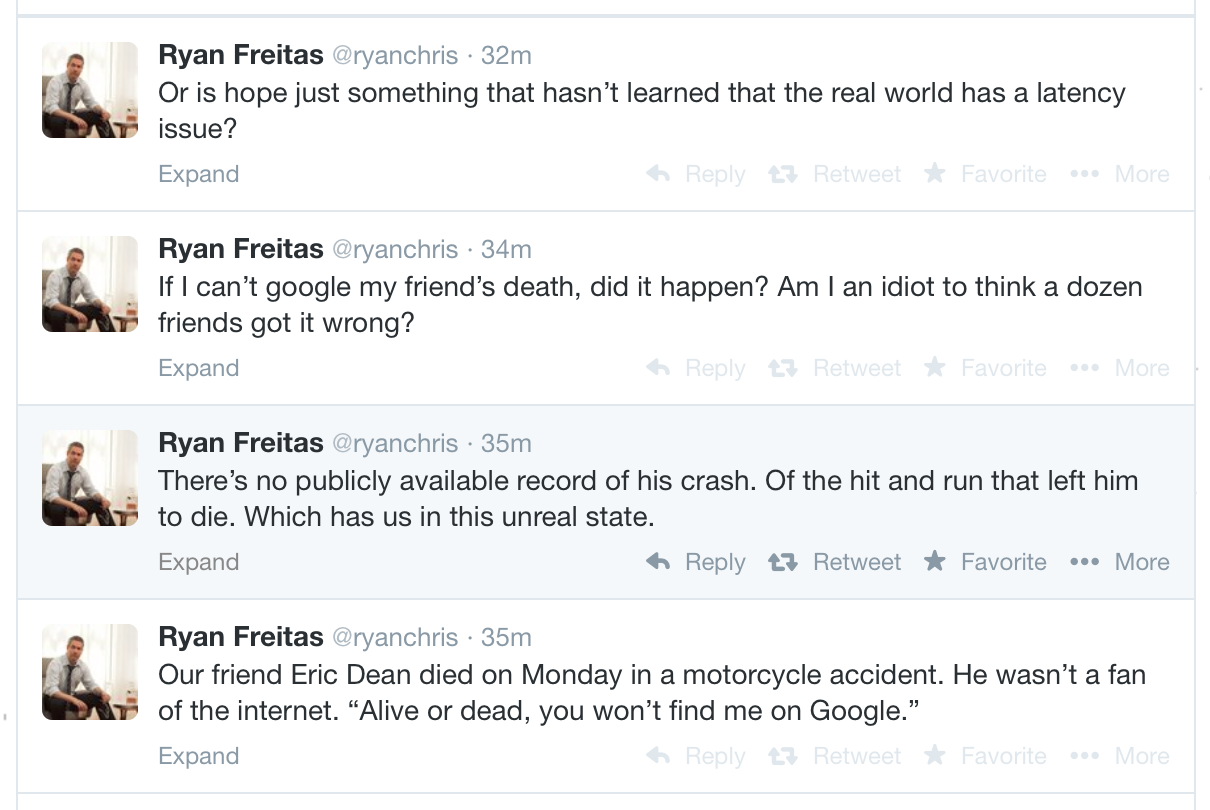 Ryan Freitas @ryanchris · 32m
Or is hope just something that hasn’t learned that the real world has a latency
issue?
Expand Reply Retweet Favorite More
Ryan Freitas @ryanchris · 34m
If I can’t google my friend’s death, did it happen? Am I an idiot to think a dozen
friends got it wrong?
Expand Reply Retweet Favorite More
Ryan Freitas @ryanchris · 35m
There’s no publicly available record of his crash. Of the hit and run that left him
to die. Which has us in this unreal state.
Expand Reply Retweet Favorite More
Ryan Freitas @ryanchris · 35m
Our friend Eric Dean died on Monday in a motorcycle accident. He wasn’t a fan
of the internet. “Alive or dead, you won’t find me on Google.”
Expand Reply Retweet Favorite More